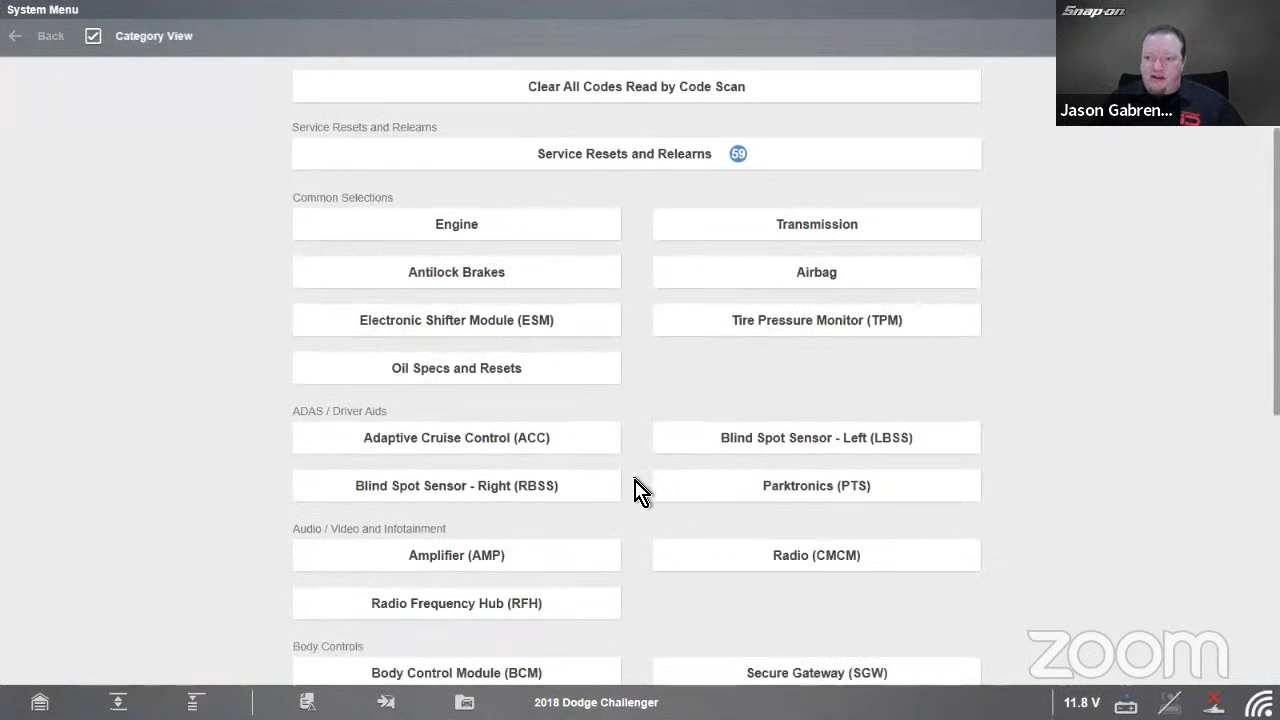 System Menu
Back
Category View
Snap-on
Jason Gabren...
Clear All Codes Read by Code Scan
Service Resets and Relearns
Service Resets and Relearns 59
Common Selections
Engine
Transmission
Antilock Brakes
Airbag
Electronic Shifter Module (ESM)
Tire Pressure Monitor (TPM)
Oil Specs and Resets
ADAS / Driver Aids
Adaptive Cruise Control (ACC)
Blind Spot Sensor - Left (LBSS)
Blind Spot Sensor - Right (RBSS)
Parktronics (PTS)
Audio / Video and Infotainment
Amplifier (AMP)
Radio (CMCM)
Radio Frequency Hub (RFH)
Body Controls
Body Control Module (BCM)
Secure Gateway (SGW)
zoom
2018 Dodge Challenger
11.8 V